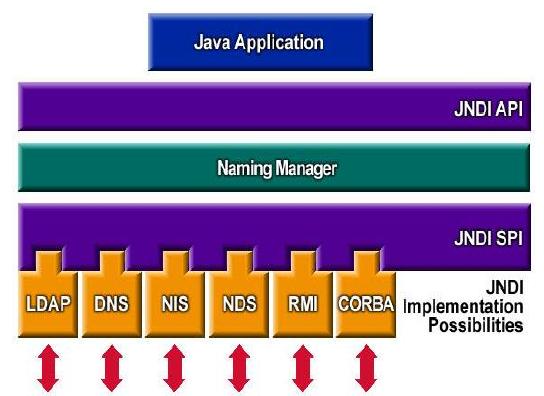 Java Application
JNDI API
Naming Manager
JNDI SPI
LDAP DNS NIS NDS RMI CORBA
JNDI
Implementation
Possibilities